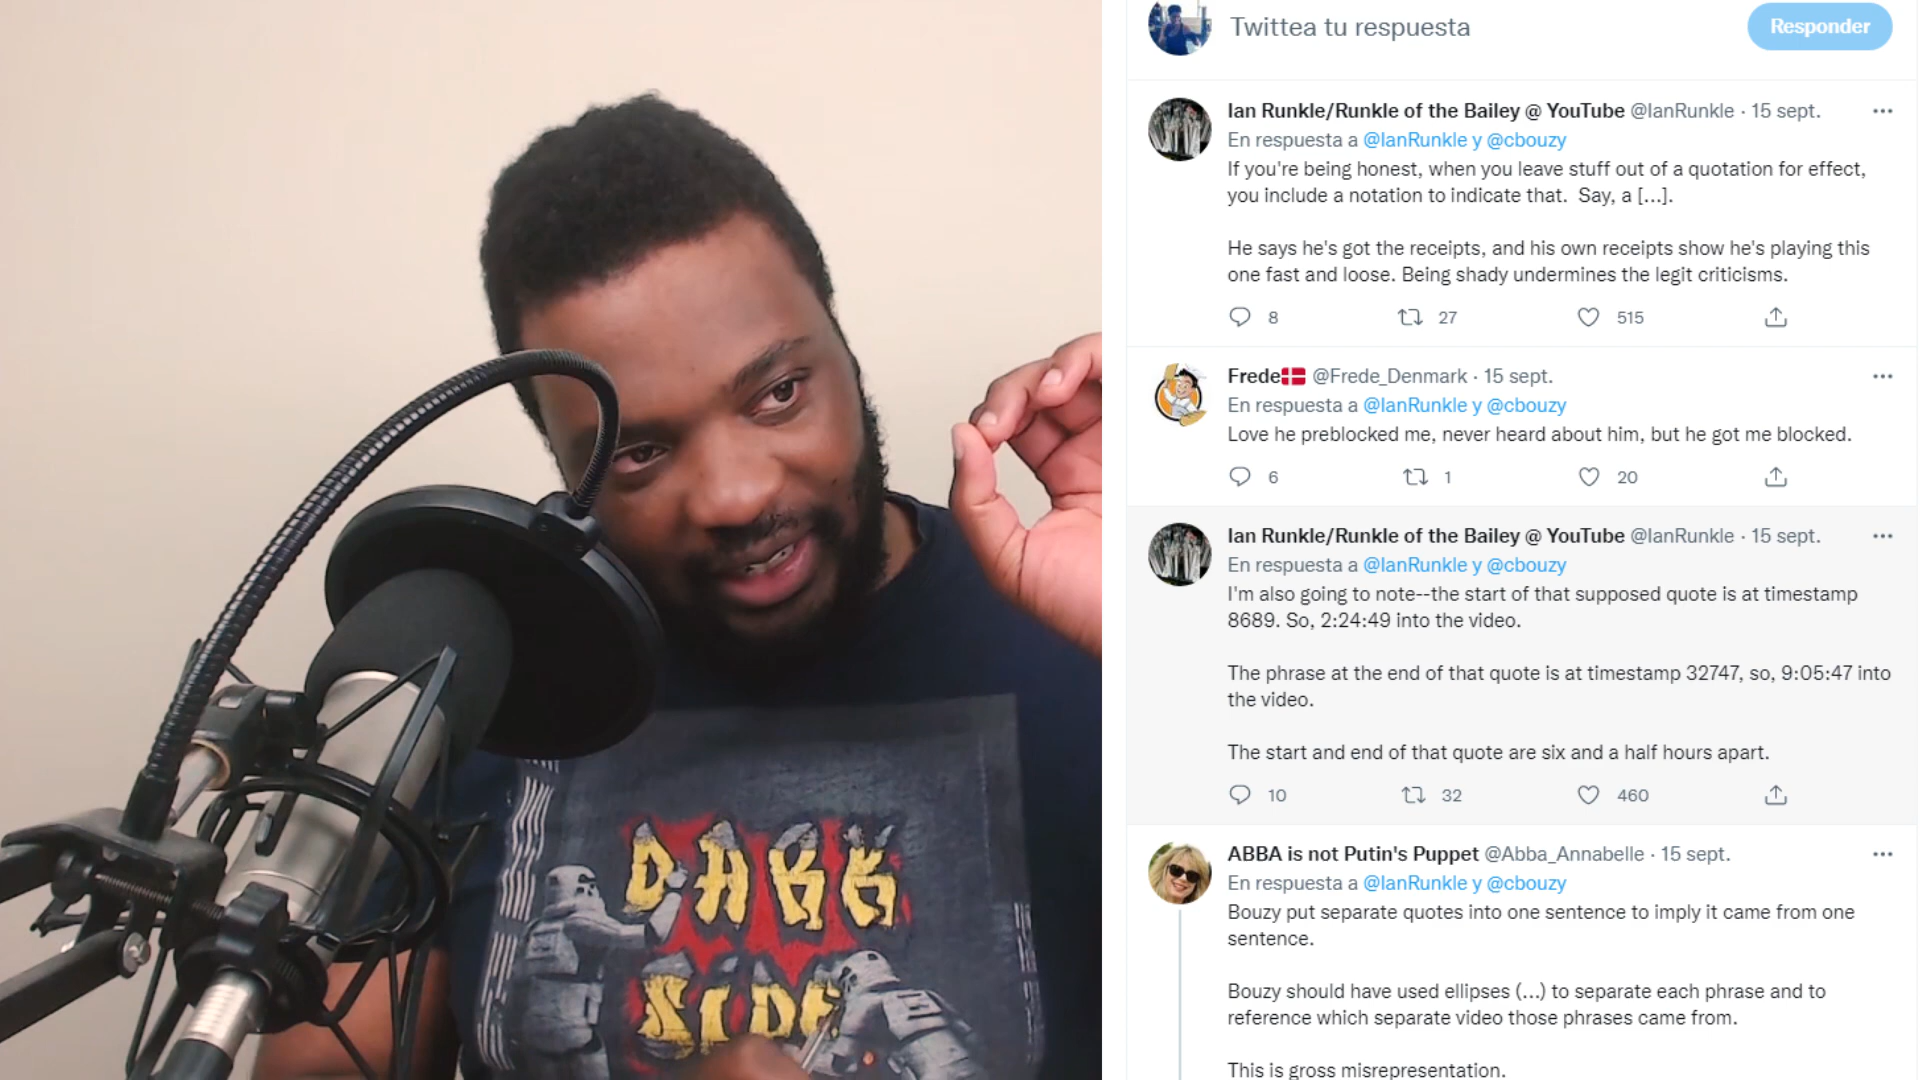 DARK
SIDE
Twittea tu respuesta
Responder
Ian Runkle/Runkle of the Bailey @ YouTube @IanRunkle · 15 sept.
En respuesta a @IanRunkle y @cbouzy
If you're being honest, when you leave stuff out of a quotation for effect,
you include a notation to indicate that.  Say, a [...].
He says he's got the receipts, and his own receipts show he's playing this
one fast and loose. Being shady undermines the legit criticisms.
8 27 515
Frede🇩🇰 @Frede_Denmark · 15 sept.
En respuesta a @IanRunkle y @cbouzy
Love he preblocked me, never heard about him, but he got me blocked.
6 1 20
Ian Runkle/Runkle of the Bailey @ YouTube @IanRunkle · 15 sept.
En respuesta a @IanRunkle y @cbouzy
I'm also going to note--the start of that supposed quote is at timestamp
8689. So, 2:24:49 into the video.
The phrase at the end of that quote is at timestamp 32747, so, 9:05:47 into
the video.
The start and end of that quote are six and a half hours apart.
10 32 460
ABBA is not Putin's Puppet @Abba_Annabelle · 15 sept.
En respuesta a @IanRunkle y @cbouzy
Bouzy put separate quotes into one sentence to imply it came from one
sentence.
Bouzy should have used ellipses (...) to separate each phrase and to
reference which separate video those phrases came from.
This is gross misrepresentation.